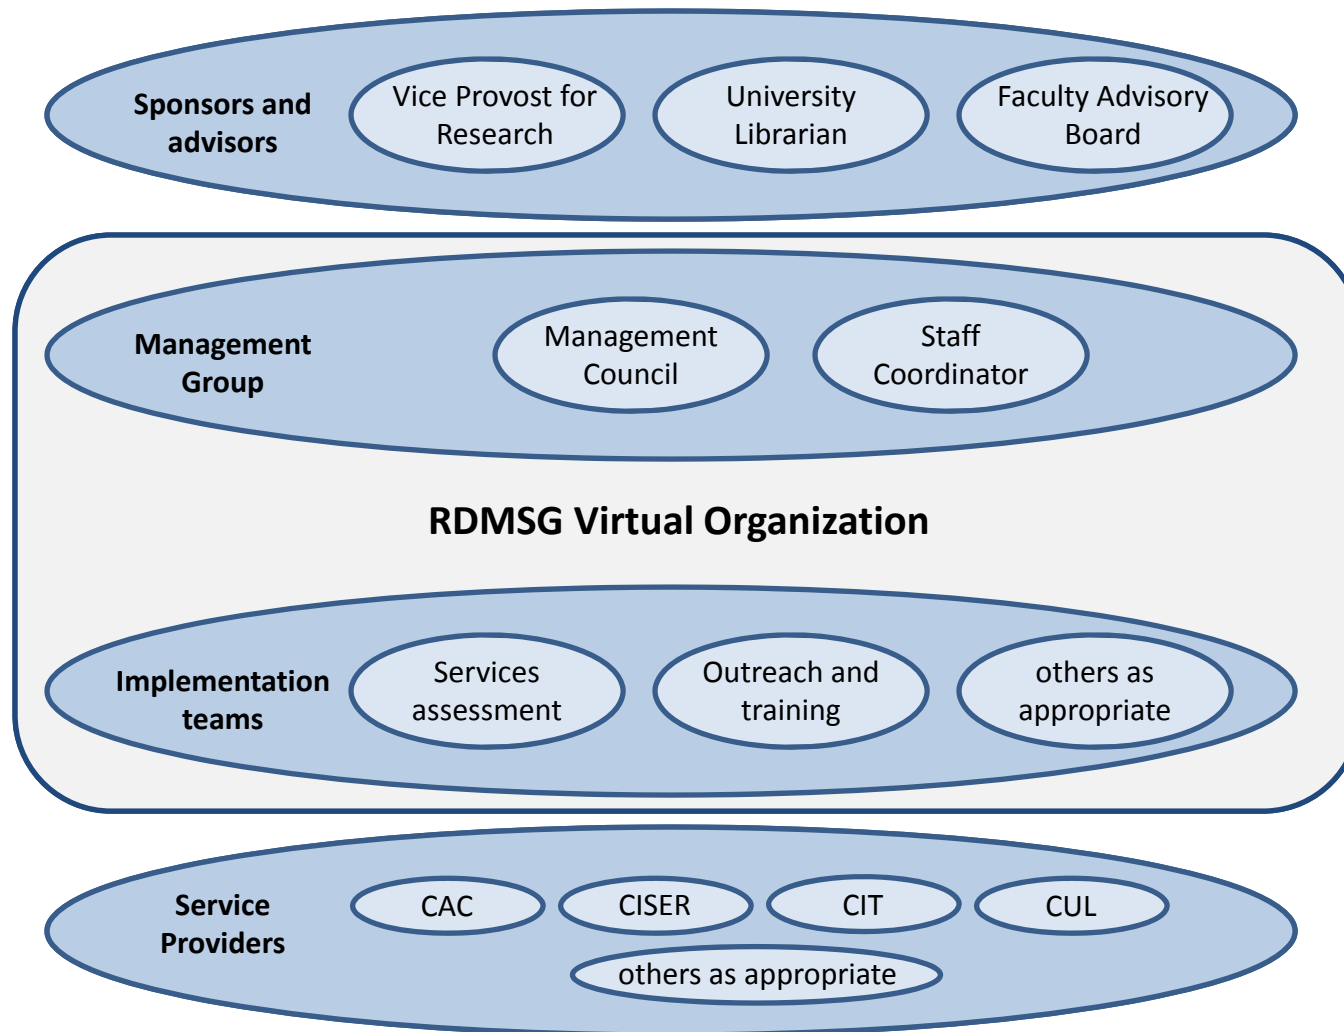 Sponsors and
advisors
Vice Provost for
Research
University
Librarian
Faculty Advisory
Board
Management
Group
Management
Council
Staff
Coordinator
RDMSG Virtual Organization
Implementation
teams
Services
assessment
Outreach and
training
others as
appropriate
Service
Providers
CAC
CISER
CIT
CUL
others as appropriate